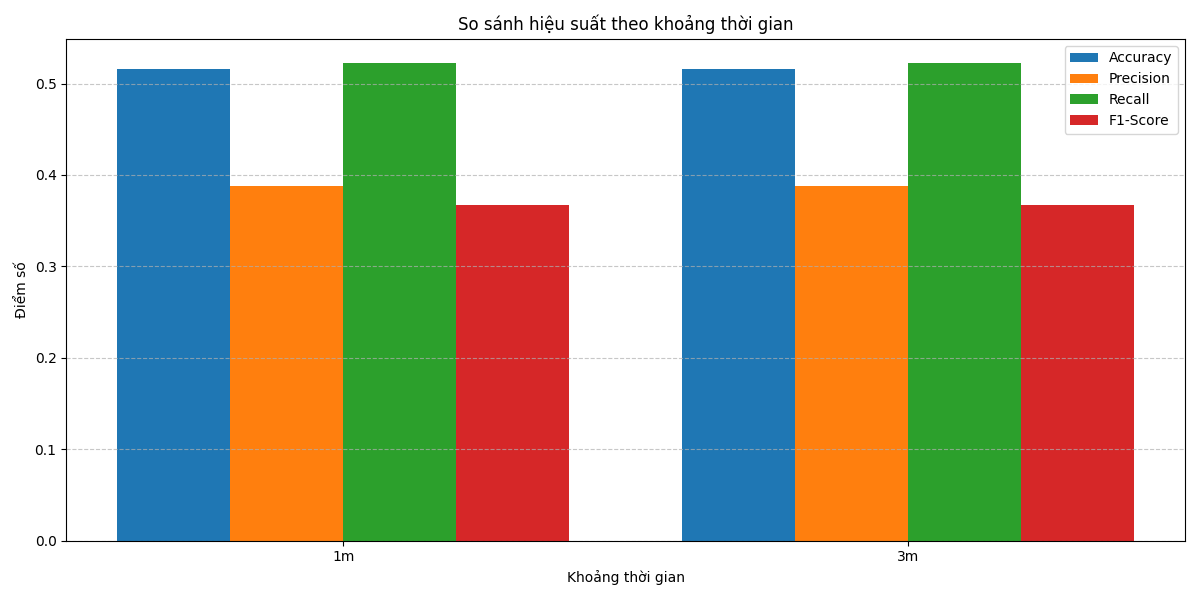 So sánh hiệu suất theo khoảng thời gian
Accuracy
Precision
Recall
F1-Score
Điểm số
0.5
0.4
0.3
0.2
0.1
0.0
1m
3m
Khoảng thời gian